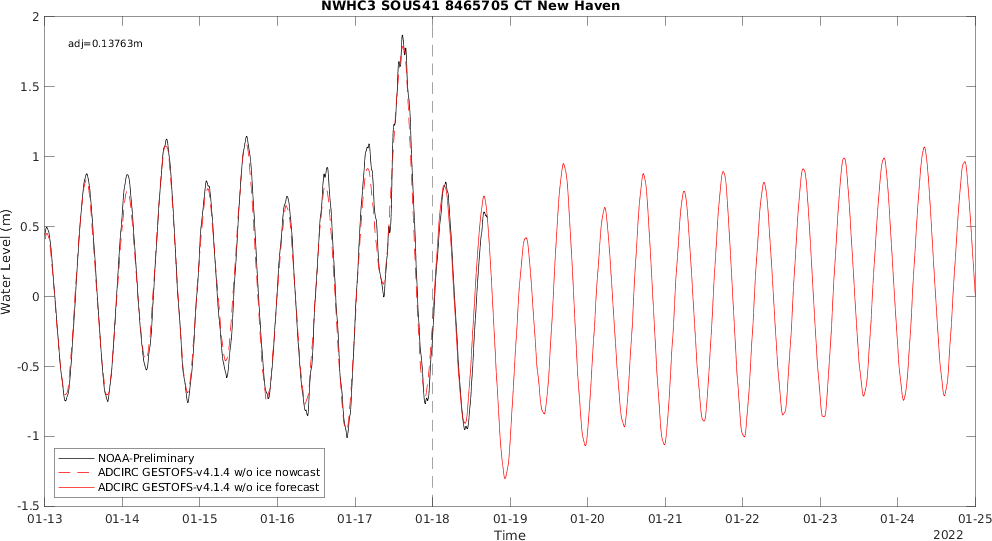 NWHC3 SOUS41 8465705 CT New Haven
adj=0.13763m
2
1.5
1
0.5
0
-0.5
-1
-1.5
Water Level (m)
NOAA-Preliminary
ADCIRC GESTOFS-v4.1.4 w/o ice nowcast
ADCIRC GESTOFS-v4.1.4 w/o ice forecast
01-13 01-14 01-15 01-16 01-17 01-18 01-19 01-20 01-21 01-22 01-23 01-24 01-25
Time
2022